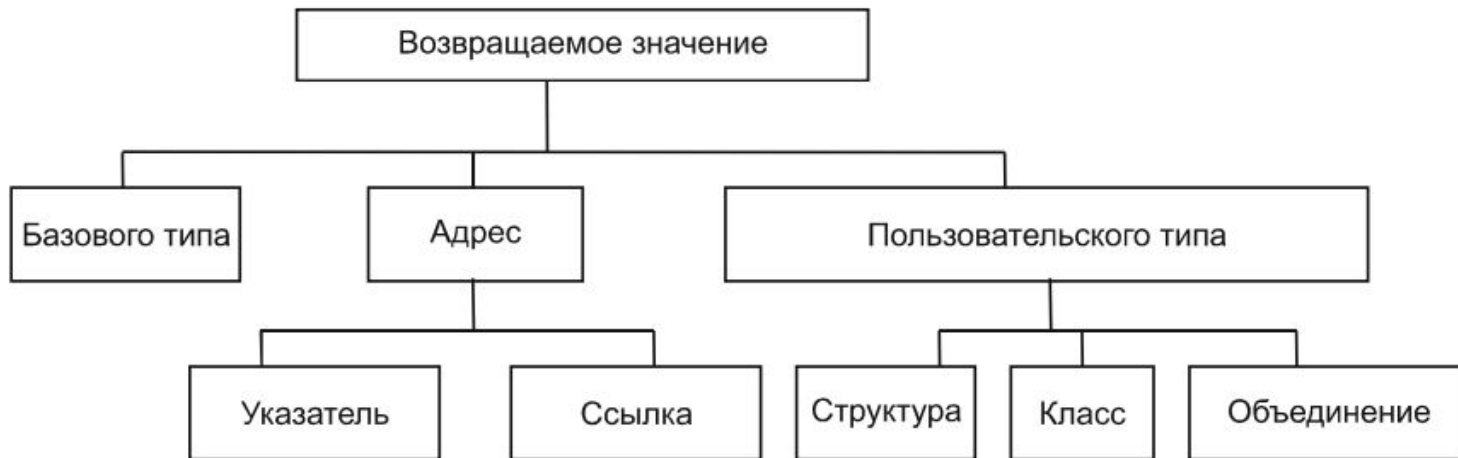 Возвращаемое значение
Базового типа
Адрес
Пользовательского типа
Указатель
Ссылка
Структура
Класс
Объединение